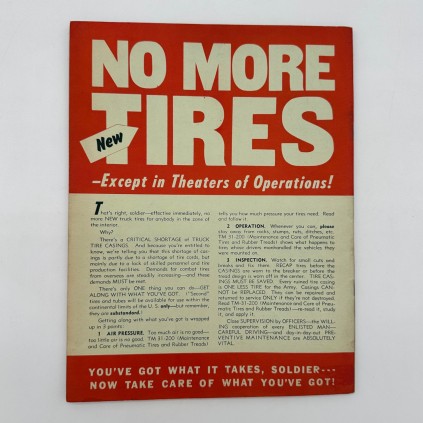 NO MORE
New
TIRES
—Except in Theaters of Operations!
That's right, soldier—effective immediately, no
more NEW truck tires for anybody in the zone of
the interior.
Why?
There's a CRITICAL SHORTAGE of TRUCK
TIRE CASINGS. And because you're entitled to
know, we're telling you that this shortage of cas-
ings is partly due to a shortage of tire cords, but
mainly due to a lack of skilled personnel and tire
production facilities. Demands for combat tires
from overseas are steadily increasing—and these
demands MUST be met.
There's only ONE thing you can do—GET
ALONG WITH WHAT YOU'VE GOT. ("Second"
tires and tubes will be available for use within the
continental limits of the U. S. only—but remember,
they are substandard.)
Getting along with what you've got is wrapped
up in 3 points:
1 AIR PRESSURE. Too much air is no good—
too little air is no good. TM 31-200 (Maintenance
and Care of Pneumatic Tires and Rubber Treads)
tells you how much pressure your tires need. Read
and follow it.
2 OPERATION. Whenever you can, please
stay away from rocks, stumps, ruts, ditches, etc.
TM 31-200 (Maintenance and Care of Pneumatic
Tires and Rubber Treads) shows what happens to
tires whose drivers manhandled the vehicles they
were mounted on.
3 INSPECTION. Watch for small cuts and
breaks and fix them. RECAP tires before the
CASINGS are worn to the breaker or before the
tread design is worn off in the center. TIRE CAS-
INGS MUST BE SAVED. Every ruined tire casing
is ONE LESS TIRE for the Army. Casings CAN-
NOT be REPLACED. They can be repaired and
returned to service ONLY if they're not destroyed.
Read TM-31-200 (Maintenance and Care of Pneu-
matic Tires and Rubber Treads)—re-read it, study
it, and apply it.
Close SUPERVISION by OFFICERS—the WILL-
ING cooperation of every ENLISTED MAN—
CAREFUL DRIVING—and day-in-day-out PRE-
VENTIVE MAINTENANCE are ABSOLUTELY
VITAL.
YOU'VE GOT WHAT IT TAKES, SOLDIER---
NOW TAKE CARE OF WHAT YOU'VE GOT!